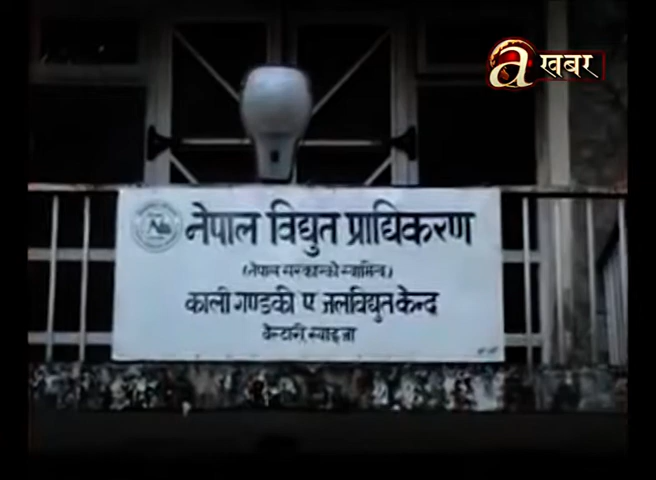 a खबर
नेपाल विद्युत प्राधिकरण
(नेपाल सरकारको स्वामित्व)
काली गण्डकी ए जलविद्युत केन्द्र
स्याङ्जा